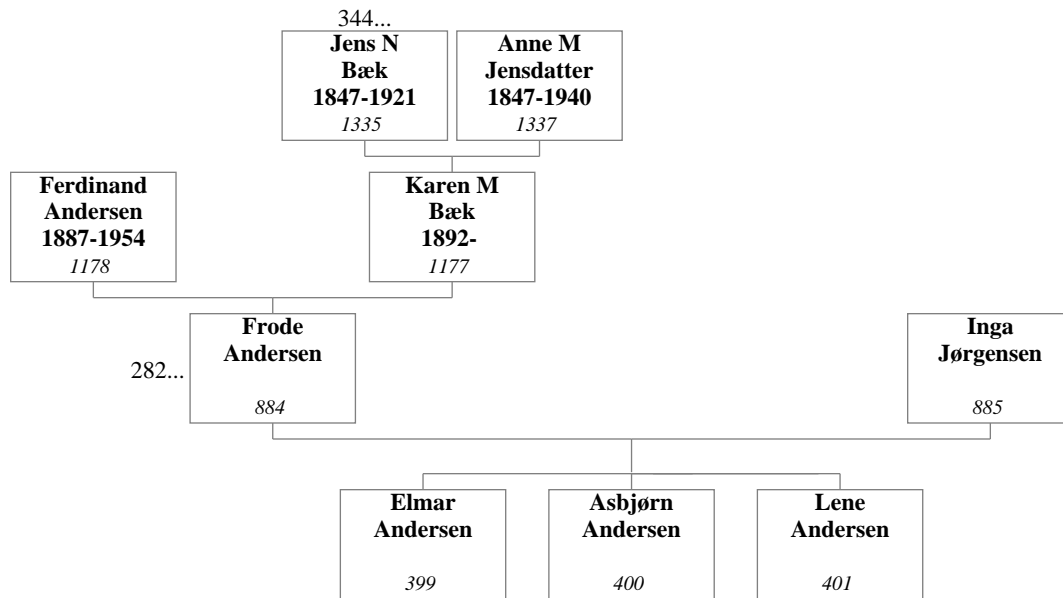 344...
Jens N
Bæk
1847-1921
1335
Anne M
Jensdatter
1847-1940
1337
Ferdinand
Andersen
1887-1954
1178
Karen M
Bæk
1892-
1177
282...
Frode
Andersen
884
Inga
Jørgensen
885
Elmar
Andersen
399
Asbjørn
Andersen
400
Lene
Andersen
401